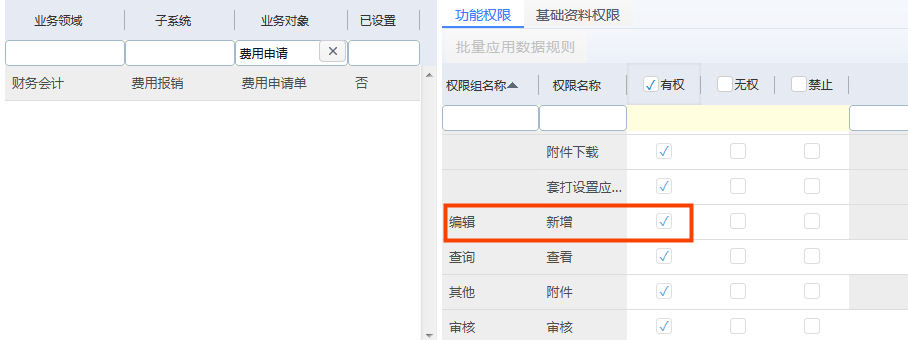 业务领域 子系统 业务对象 已设置
费用申请
财务会计 费用报销 费用申请单 否
功能权限 基础资料权限
批量应用数据规则
权限组名称 权限名称 有权 无权 禁止
附件下载
套打设置应...
编辑 新增
查询 查看
其他 附件
审核 审核